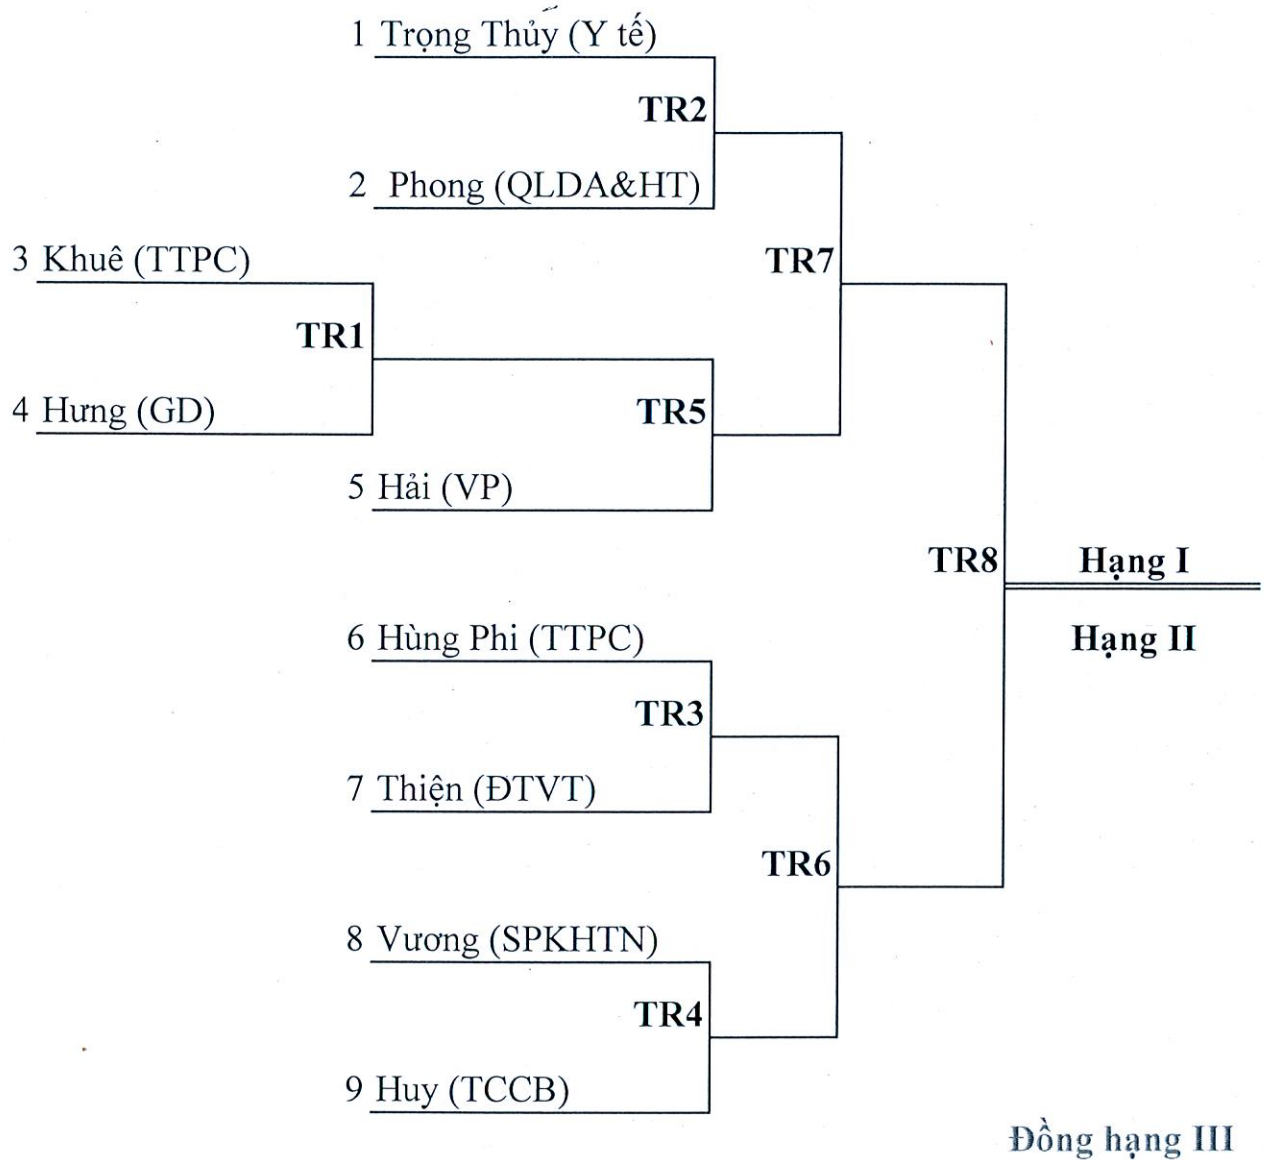 1 Trọng Thủy (Y tế)
TR2
2 Phong (QLDA&HT)
3 Khuê (TTPC)
TR7
TR1
4 Hưng (GD)
TR5
5 Hải (VP)
TR8
Hạng I
Hạng II
6 Hùng Phi (TTPC)
TR3
7 Thiện (ĐTVT)
TR6
8 Vương (SPKHTN)
TR4
9 Huy (TCCB)
Đồng hạng III